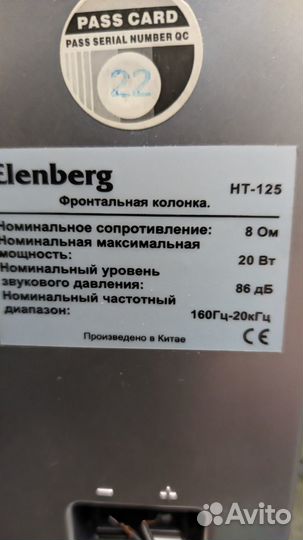 PASS CARD
PASS SERIAL NUMBER QC
22
Elenberg
HT-125
Фронтальная колонка.
Номинальное сопротивление: 8 Ом
Номинальная максимальная
мощность: 20 Вт
Номинальный уровень
звукового давления: 86 дБ
Номинальный частотный
диапазон: 160Гц-20кГц
Произведено в Китае CE
Avito